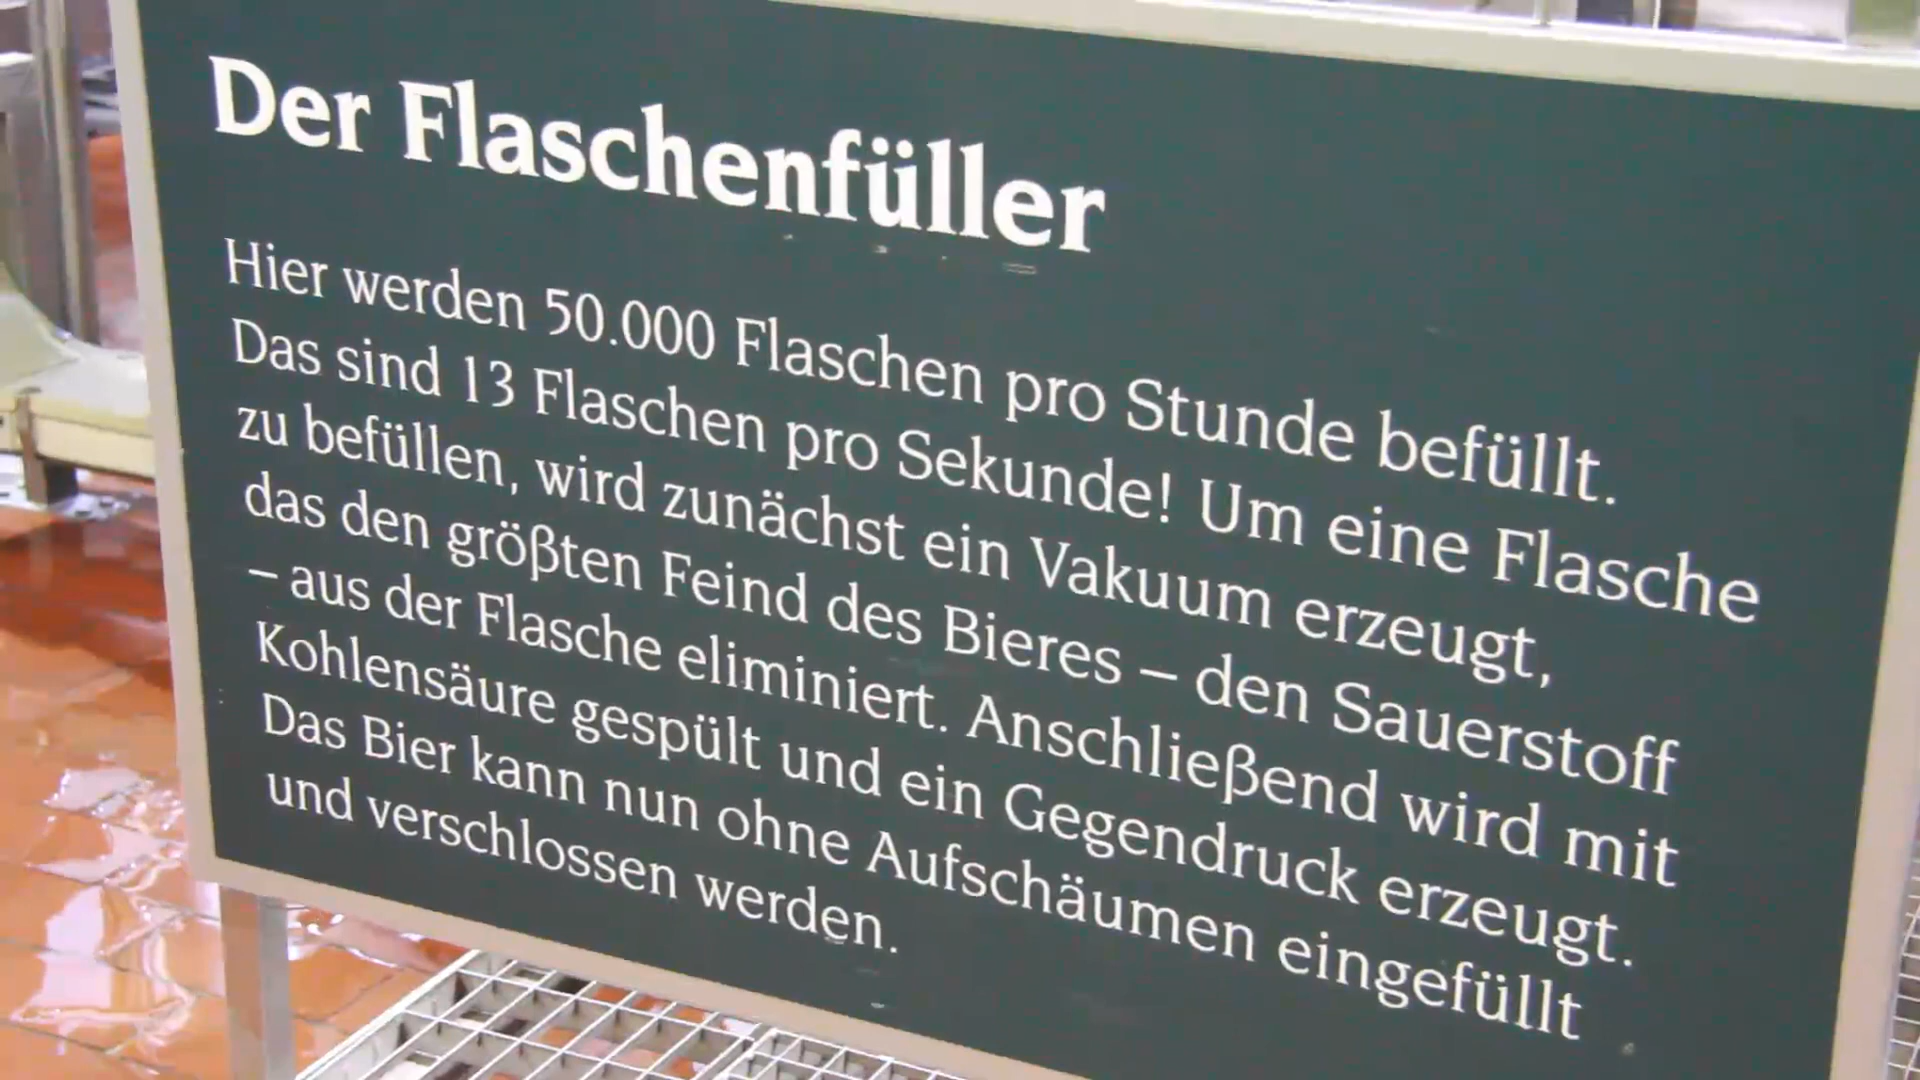 Der Flaschenfüller
Hier werden 50.000 Flaschen pro Stunde befüllt.
Das sind 13 Flaschen pro Sekunde! Um eine Flasche
zu befüllen, wird zunächst ein Vakuum erzeugt,
das den größten Feind des Bieres – den Sauerstoff
– aus der Flasche eliminiert. Anschließend wird mit
Kohlensäure gespült und ein Gegendruck erzeugt.
Das Bier kann nun ohne Aufschäumen eingefüllt
und verschlossen werden.